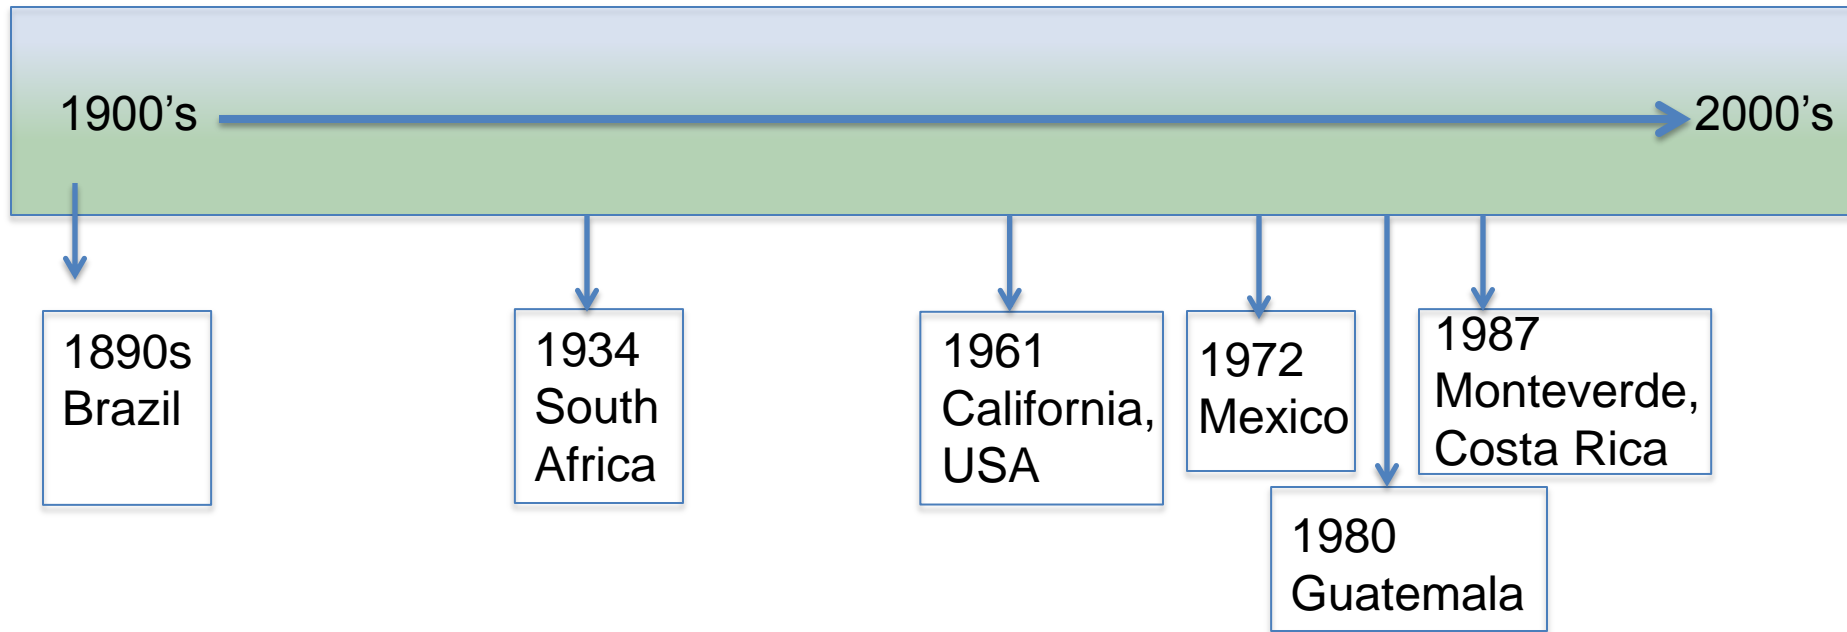 1900’s
2000’s
1890s
Brazil
1934
South
Africa
1961
California,
USA
1972
Mexico
1980
Guatemala
1987
Monteverde,
Costa Rica